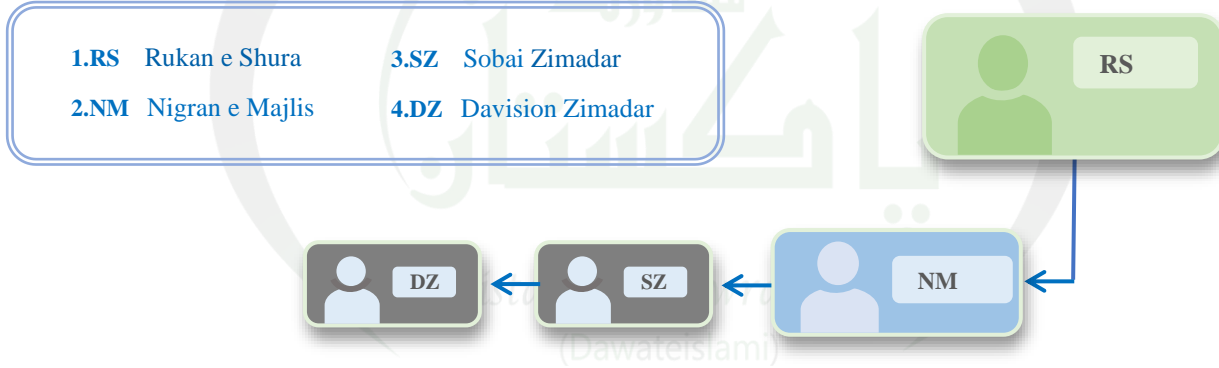 1.RS Rukan e Shura 3.SZ Sobai Zimadar
2.NM Nigran e Majlis 4.DZ Davision Zimadar
RS
DZ SZ NM
پاکستان
(Dawateislami)